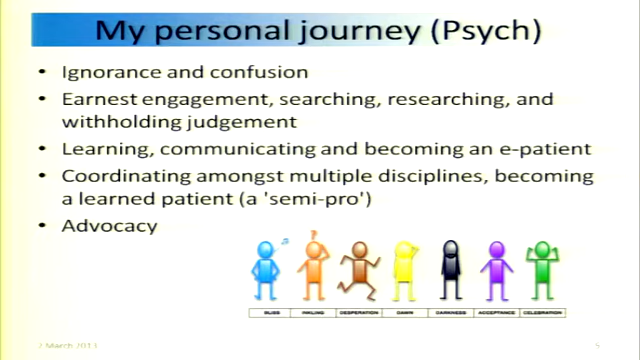 My personal journey (Psych)
• Ignorance and confusion
• Earnest engagement, searching, researching, and
withholding judgement
• Learning, communicating and becoming an e-patient
• Coordinating amongst multiple disciplines, becoming
a learned patient (a 'semi-pro')
• Advocacy
?
BLISS INKLING DESPERATION DAWN DARKNESS ACCEPTANCE CELEBRATION
2 March 2013 5